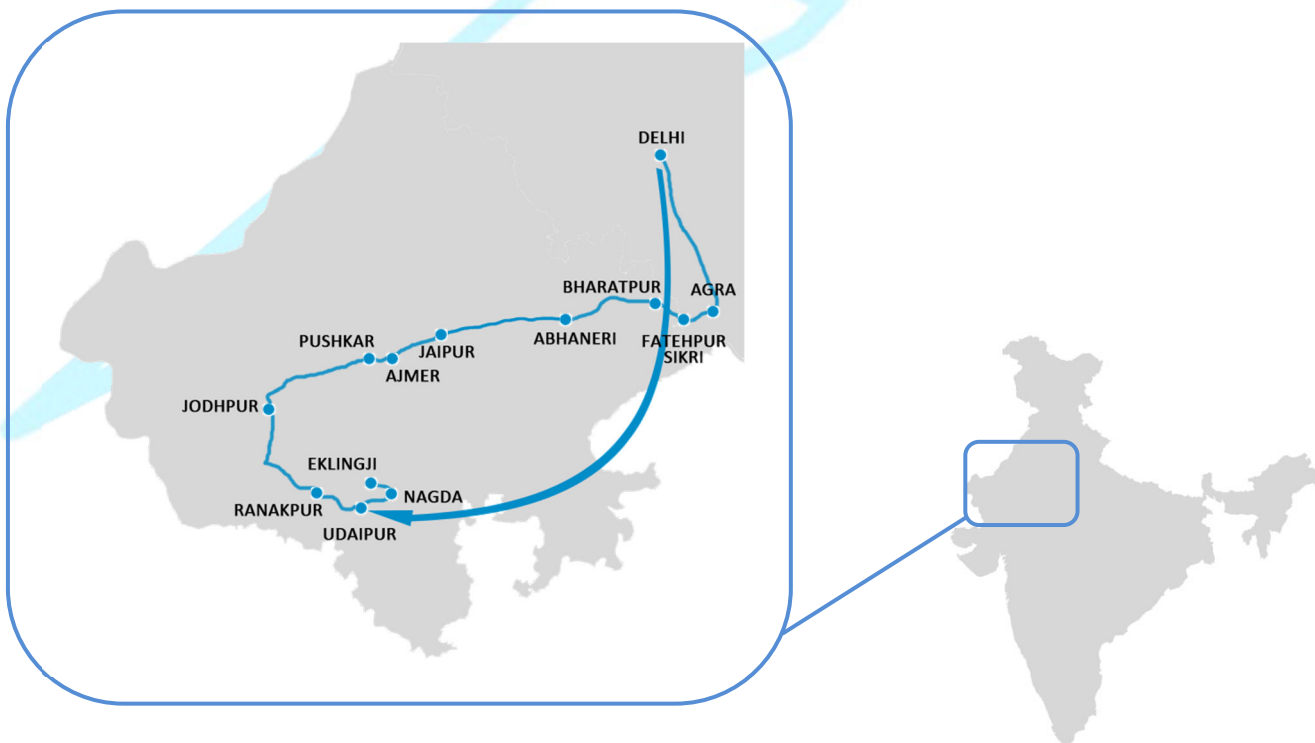 DELHI
BHARATPUR
AGRA
ABHANERI
FATEHPUR
SIKRI
PUSHKAR
JAIPUR
AJMER
JODHPUR
EKLINGJI
NAGDA
RANAKPUR
UDAIPUR